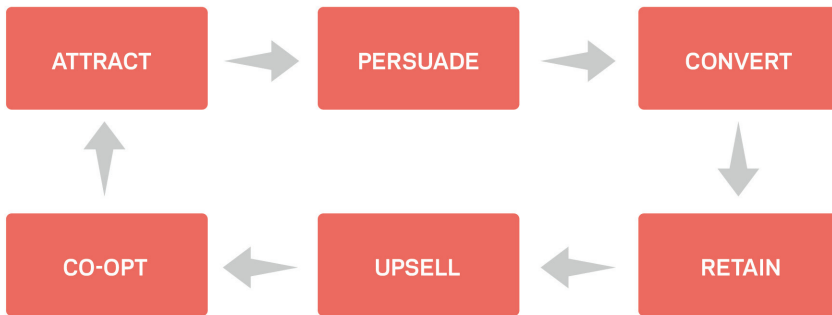 ATTRACT
PERSUADE
CONVERT
CO-OPT
UPSELL
RETAIN